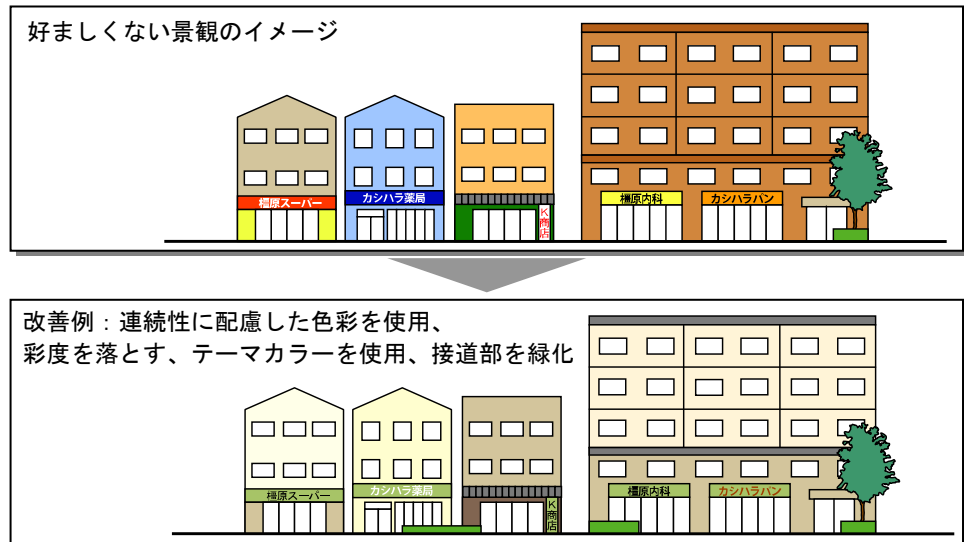 好ましくない景観のイメージ
橿原スーパー
カシハラ薬局
K商店
橿原内科
カシハラパン
改善例：連続性に配慮した色彩を使用、
彩度を落とす、テーマカラーを使用、接道部を緑化
橿原スーパー
カシハラ薬局
K商店
橿原内科
カシハラパン